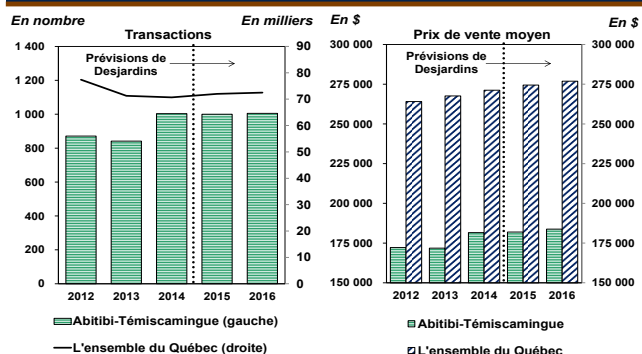 En nombre
Transactions
En milliers
1 400
1 200
1 000
800
600
400
200
0
Prévisions de
Desjardins
90
80
70
60
50
40
30
20
10
0
2012 2013 2014 2015 2016
Abitibi-Témiscamingue (gauche)
L'ensemble du Québec (droite)
En $
Prix de vente moyen
En $
300 000
275 000
250 000
225 000
200 000
175 000
150 000
Prévisions de
Desjardins
300 000
275 000
250 000
225 000
200 000
175 000
150 000
2012 2013 2014 2015 2016
Abitibi-Témiscamingue
L'ensemble du Québec